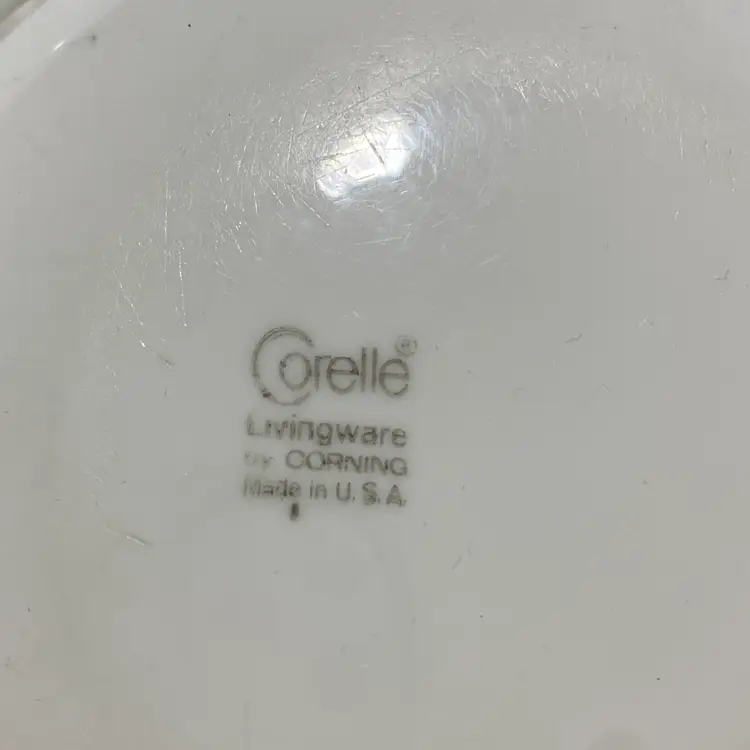 Corelle®
Livingware
by CORNING
Made in U.S.A.